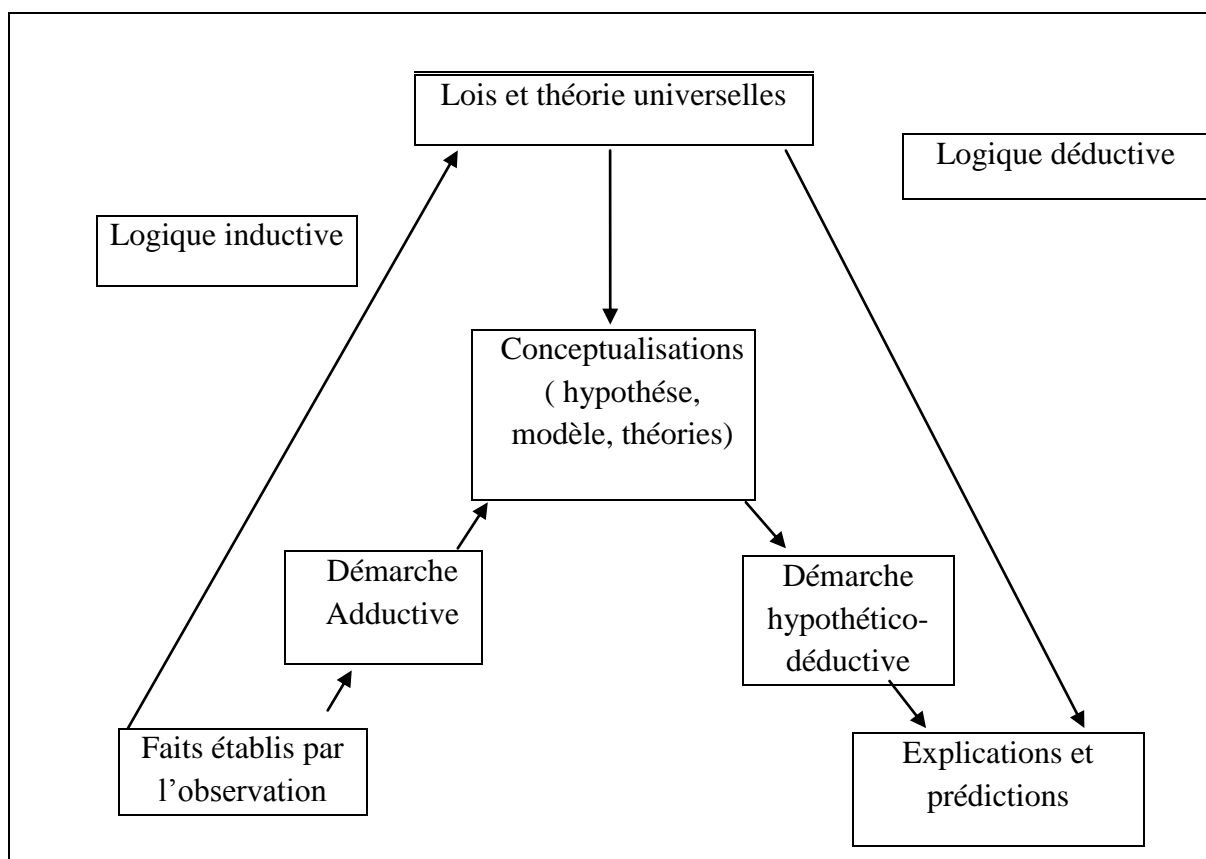 Lois et théorie universelles
Logique déductive
Logique inductive
Conceptualisations
( hypothése,
modèle, théories)
Démarche
Adductive
Démarche
hypothético-
déductive
Faits établis par
l’observation
Explications et
prédictions